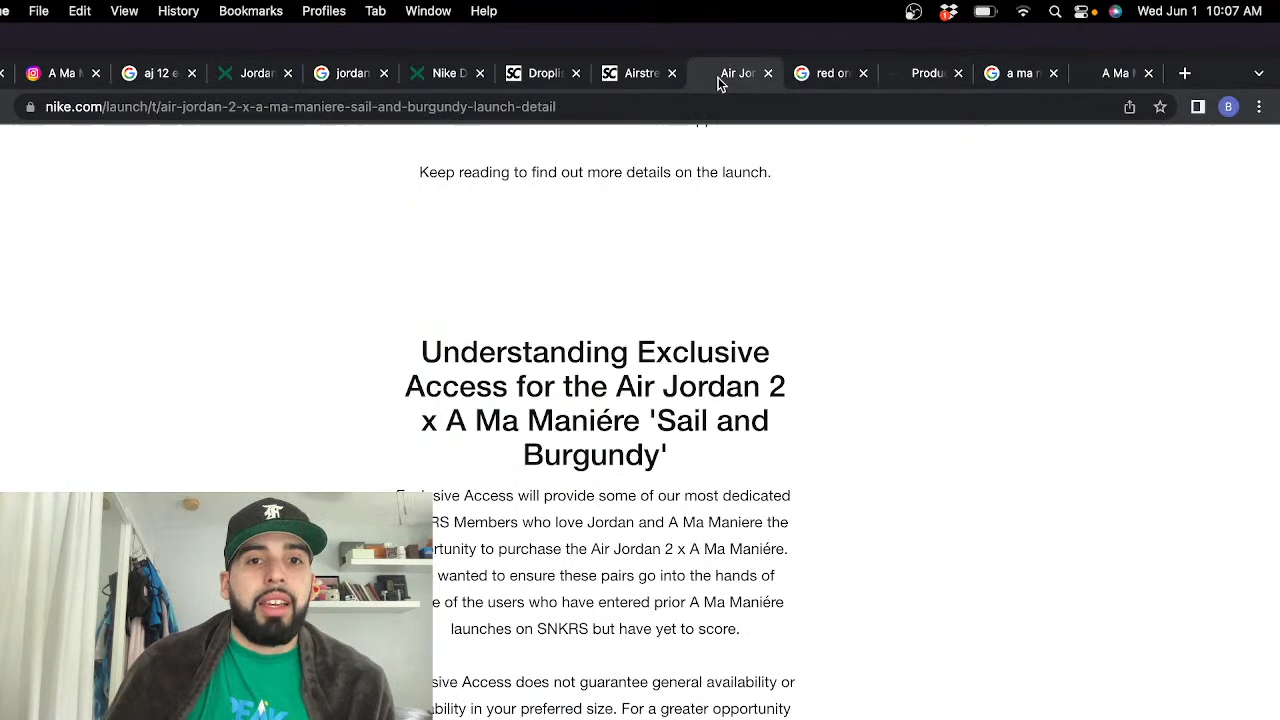 File Edit View History Bookmarks Profiles Tab Window Help Wed Jun 1 10:07 AM
A Ma aj 12 e Jordan jordan Nike D Dropli Airstre Air Jor red or Produ a ma A Ma
nike.com/launch/t/air-jordan-2-x-a-ma-maniere-sail-and-burgundy-launch-detail B
Keep reading to find out more details on the launch.
Understanding Exclusive
Access for the Air Jordan 2
x A Ma Maniére 'Sail and
Burgundy'
Exclusive Access will provide some of our most dedicated
RS Members who love Jordan and A Ma Maniere the
rtunity to purchase the Air Jordan 2 x A Ma Maniére.
wanted to ensure these pairs go into the hands of
e of the users who have entered prior A Ma Maniére
launches on SNKRS but have yet to score.
sive Access does not guarantee general availability or
bility in your preferred size. For a greater opportunity